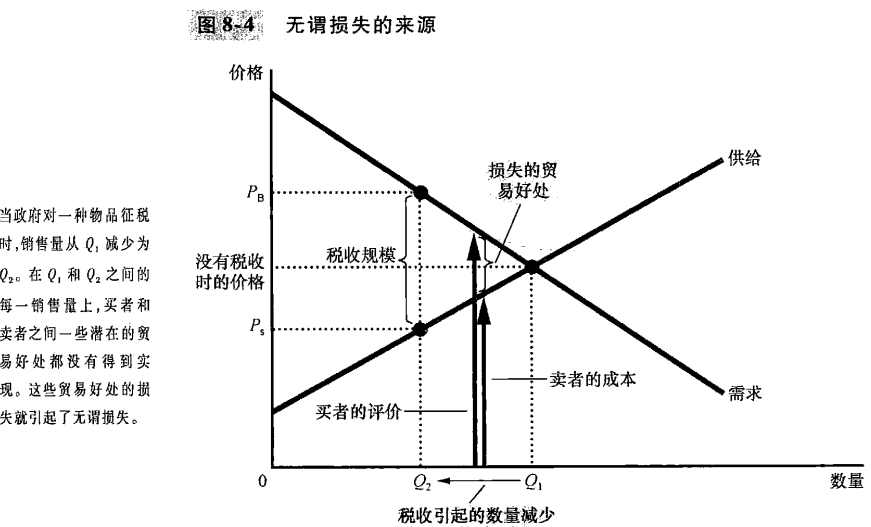 图 8-4 无谓损失的来源
价格
供给
损失的贸
易好处
P_B
税收规模
没有税收
时的价格
P_s
卖者的成本
买者的评价
需求
0
Q₂
Q₁
数量
税收引起的数量减少
当政府对一种物品征税
时,销售量从 Q₁ 减少为
Q₂。在 Q₁ 和 Q₂ 之间的
每一销售量上,买者和
卖者之间一些潜在的贸
易好处都没有得到实
现。这些贸易好处的损
失就引起了无谓损失。